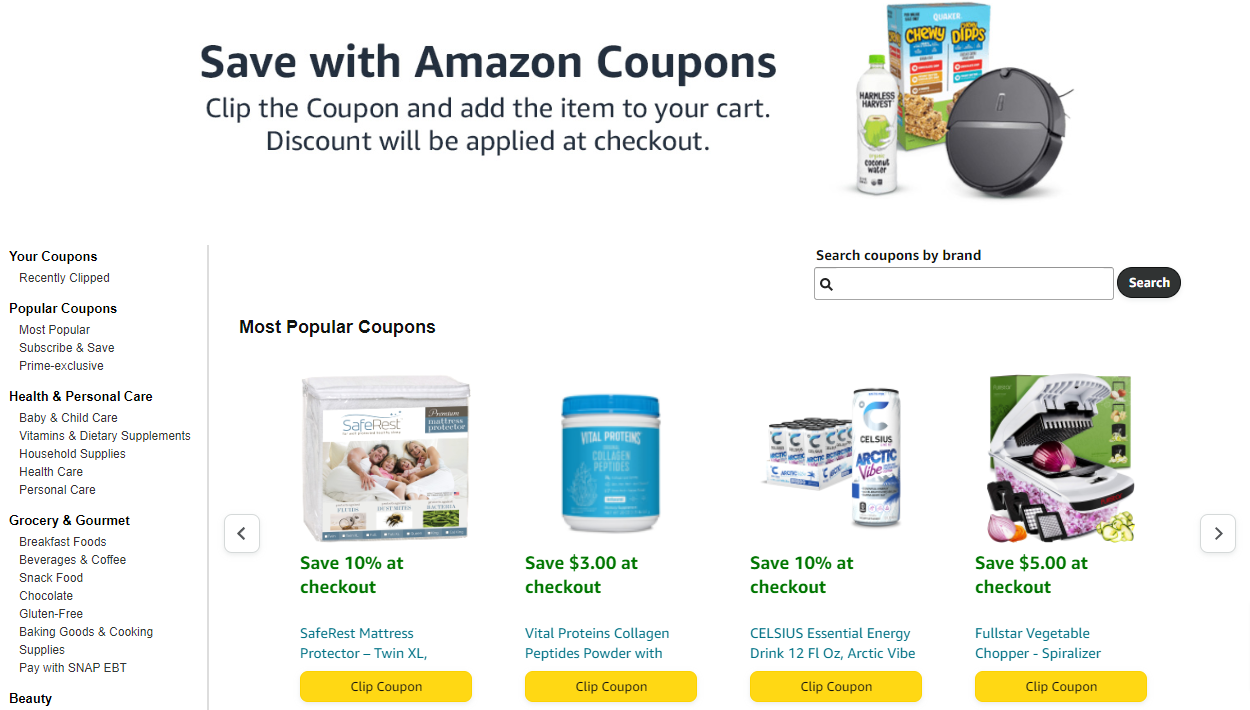 Save with Amazon Coupons
Clip the Coupon and add the item to your cart.
Discount will be applied at checkout.
QUAKER
CHEWY DIPPS
HARMLESS
HARVEST
coconut
water
Your Coupons
Recently Clipped
Popular Coupons
Most Popular
Subscribe & Save
Prime-exclusive
Health & Personal Care
Baby & Child Care
Vitamins & Dietary Supplements
Household Supplies
Health Care
Personal Care
Grocery & Gourmet
Breakfast Foods
Beverages & Coffee
Snack Food
Chocolate
Gluten-Free
Baking Goods & Cooking
Supplies
Pay with SNAP EBT
Beauty
Search coupons by brand
Search
Most Popular Coupons
SafeRest
Premium
mattress
protector
FLUIDS
DUST MITES
BACTERIA
VITAL PROTEINS
COLLAGEN
PEPTIDES
CELSIUS
ARCTIC
Vibe
Save 10% at
checkout
Save $3.00 at
checkout
Save 10% at
checkout
Save $5.00 at
checkout
SafeRest Mattress
Protector – Twin XL,
Vital Proteins Collagen
Peptides Powder with
CELSIUS Essential Energy
Drink 12 Fl Oz, Arctic Vibe
Fullstar Vegetable
Chopper - Spiralizer
Clip Coupon
Clip Coupon
Clip Coupon
Clip Coupon